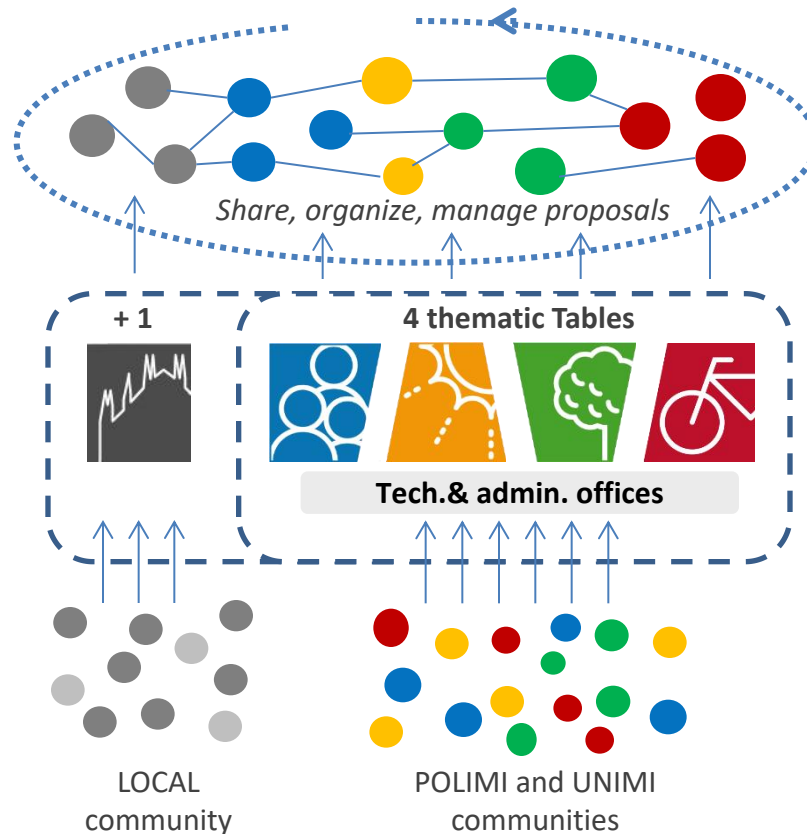 Share, organize, manage proposals
+ 1
4 thematic Tables
Tech.& admin. offices
LOCAL
community
POLIMI and UNIMI
communities